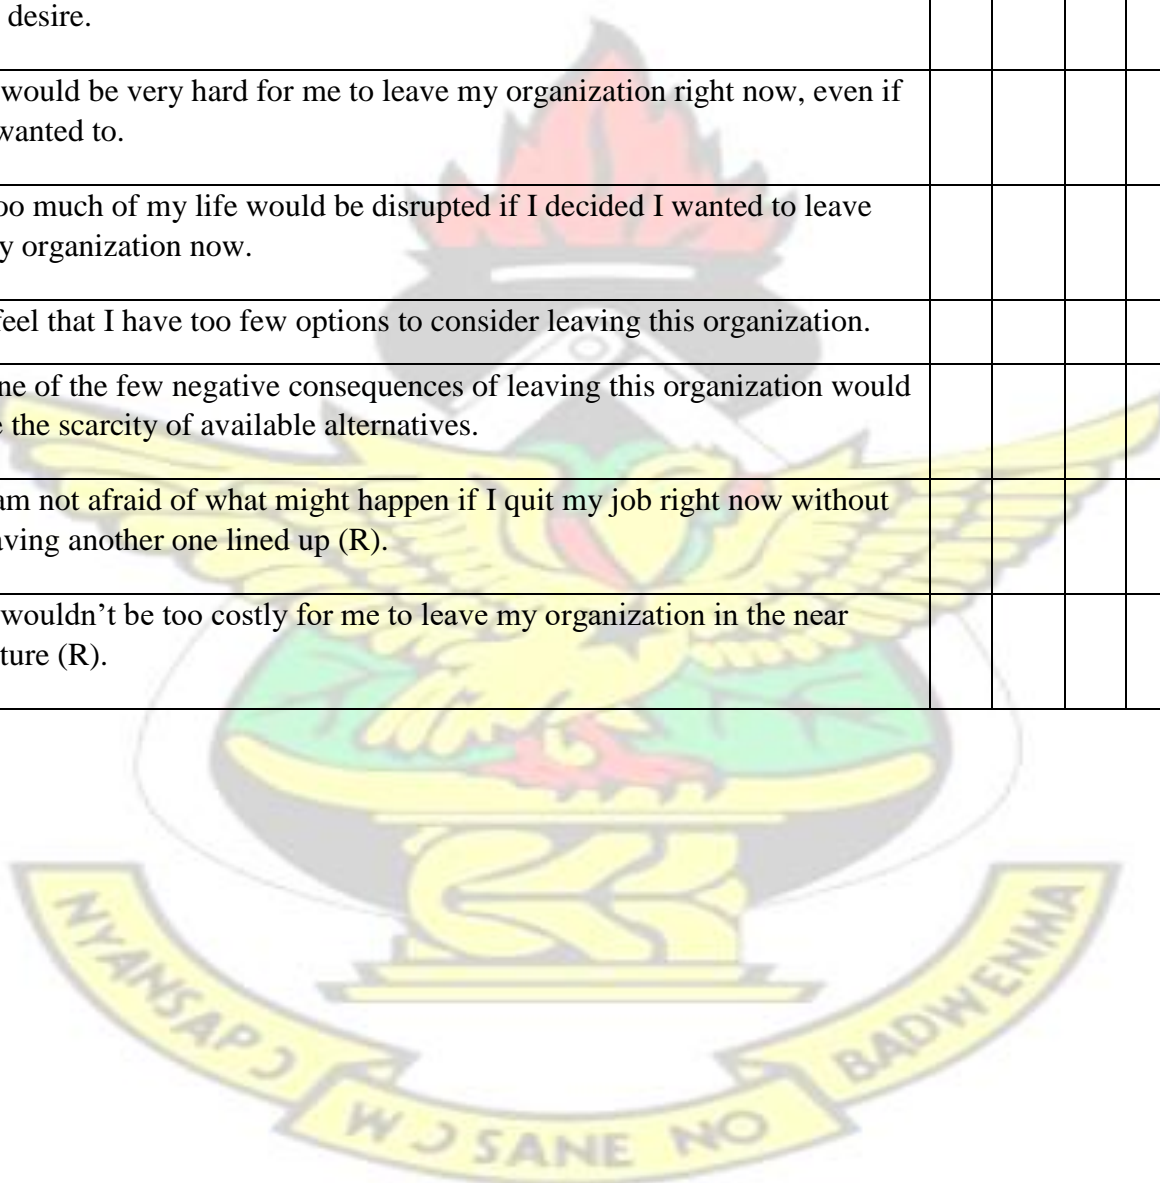 desire.
would be very hard for me to leave my organization right now, even if
wanted to.
oo much of my life would be disrupted if I decided I wanted to leave
y organization now.
feel that I have too few options to consider leaving this organization.
ne of the few negative consequences of leaving this organization would
e the scarcity of available alternatives.
am not afraid of what might happen if I quit my job right now without
aving another one lined up (R).
wouldn’t be too costly for me to leave my organization in the near
ture (R).
NYANSAPƆ
WƆSANE NO
BADWENMA